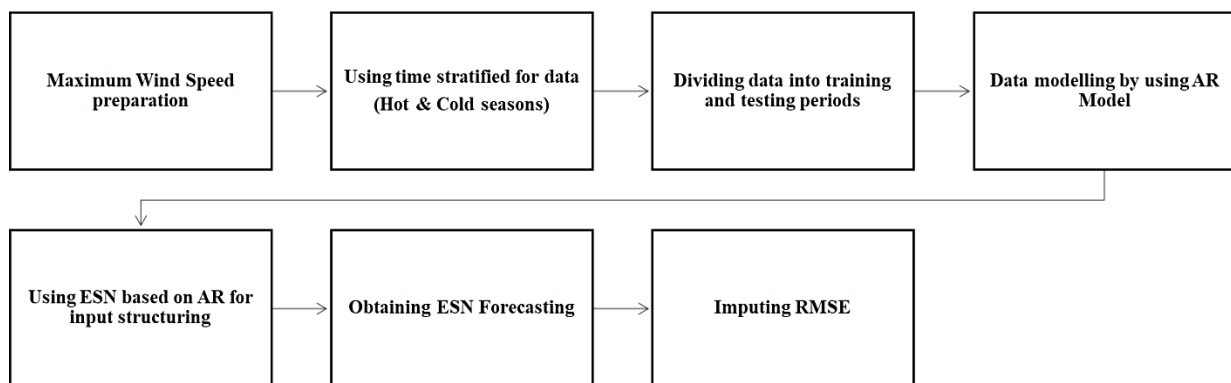 Maximum Wind Speed
preparation
Using time stratified for data
(Hot & Cold seasons)
Dividing data into training
and testing periods
Data modelling by using AR
Model
Using ESN based on AR for
input structuring
Obtaining ESN Forecasting
Imputing RMSE